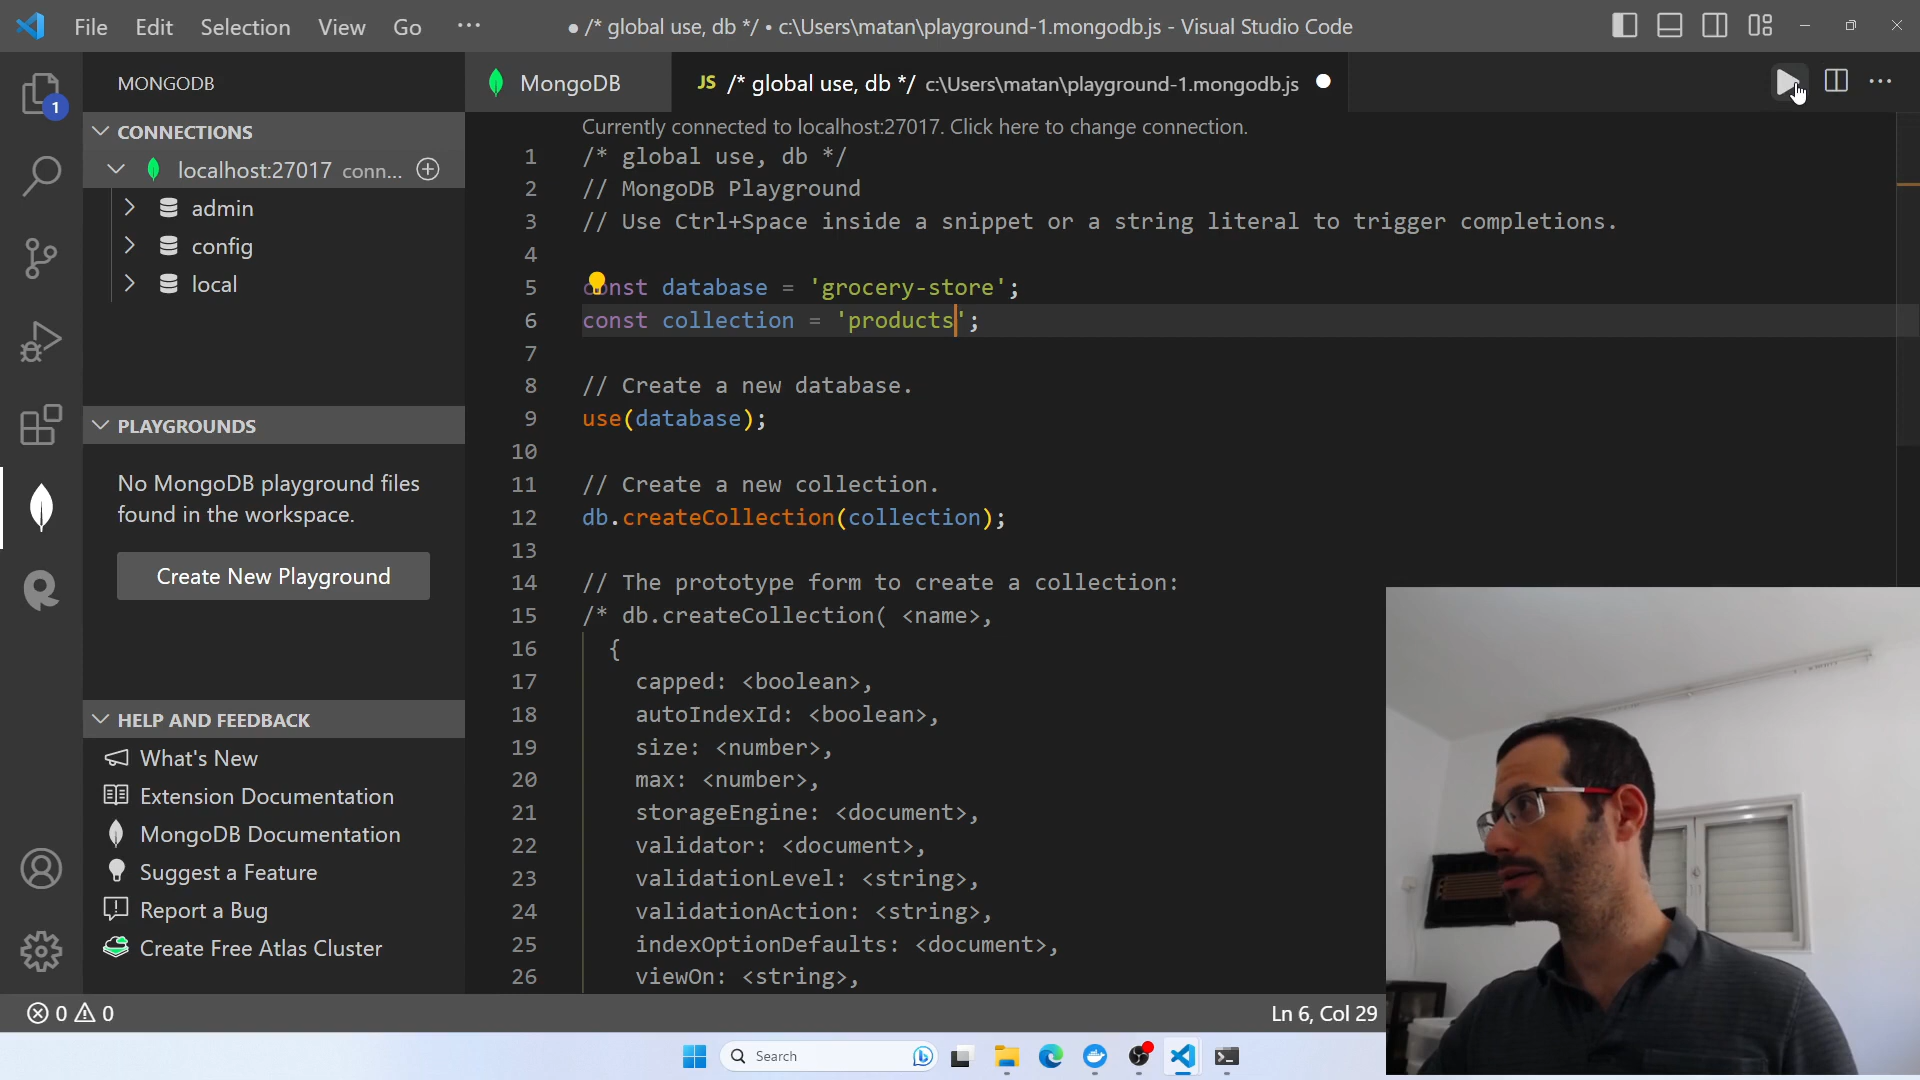 File Edit Selection View Go ··· ● /* global use, db */ • c:\Users\matan\playground-1.mongodb.js - Visual Studio Code
MONGODB
MongoDB
JS /* global use, db */ c:\Users\matan\playground-1.mongodb.js
1
CONNECTIONS
localhost:27017 conn...
admin
config
local
PLAYGROUNDS
No MongoDB playground files
found in the workspace.
Create New Playground
HELP AND FEEDBACK
What's New
Extension Documentation
MongoDB Documentation
Suggest a Feature
Report a Bug
Create Free Atlas Cluster
Currently connected to localhost:27017. Click here to change connection.
1 /* global use, db */
2 // MongoDB Playground
3 // Use Ctrl+Space inside a snippet or a string literal to trigger completions.
4
5 const database = 'grocery-store';
6 const collection = 'products';
7
8 // Create a new database.
9 use(database);
10
11 // Create a new collection.
12 db.createCollection(collection);
13
14 // The prototype form to create a collection:
15 /* db.createCollection( <name>,
16 {
17 capped: <boolean>,
18 autoIndexId: <boolean>,
19 size: <number>,
20 max: <number>,
21 storageEngine: <document>,
22 validator: <document>,
23 validationLevel: <string>,
24 validationAction: <string>,
25 indexOptionDefaults: <document>,
26 viewOn: <string>,
0 0
Ln 6, Col 29
Search